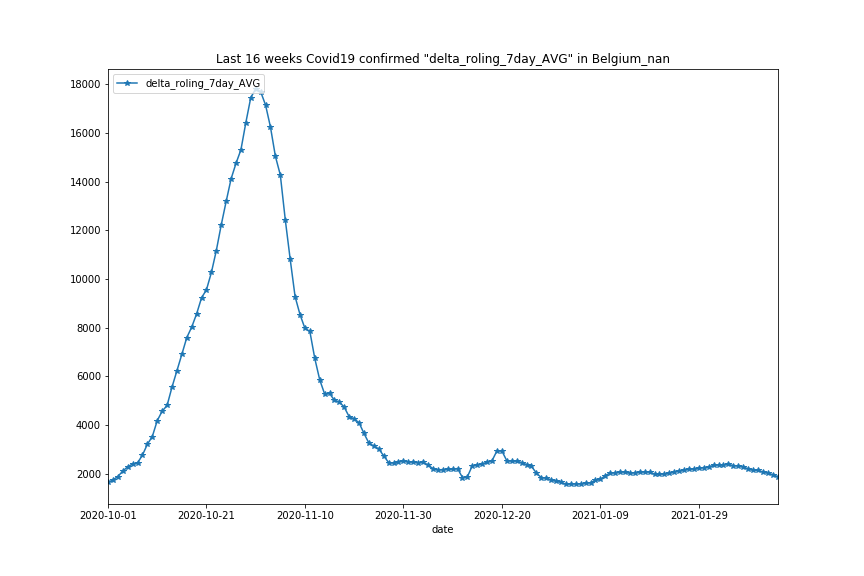 Last 16 weeks Covid19 confirmed "delta_roling_7day_AVG" in Belgium_nan
delta_roling_7day_AVG
18000
16000
14000
12000
10000
8000
6000
4000
2000
2020-10-01 2020-10-21 2020-11-10 2020-11-30 2020-12-20 2021-01-09 2021-01-29
date